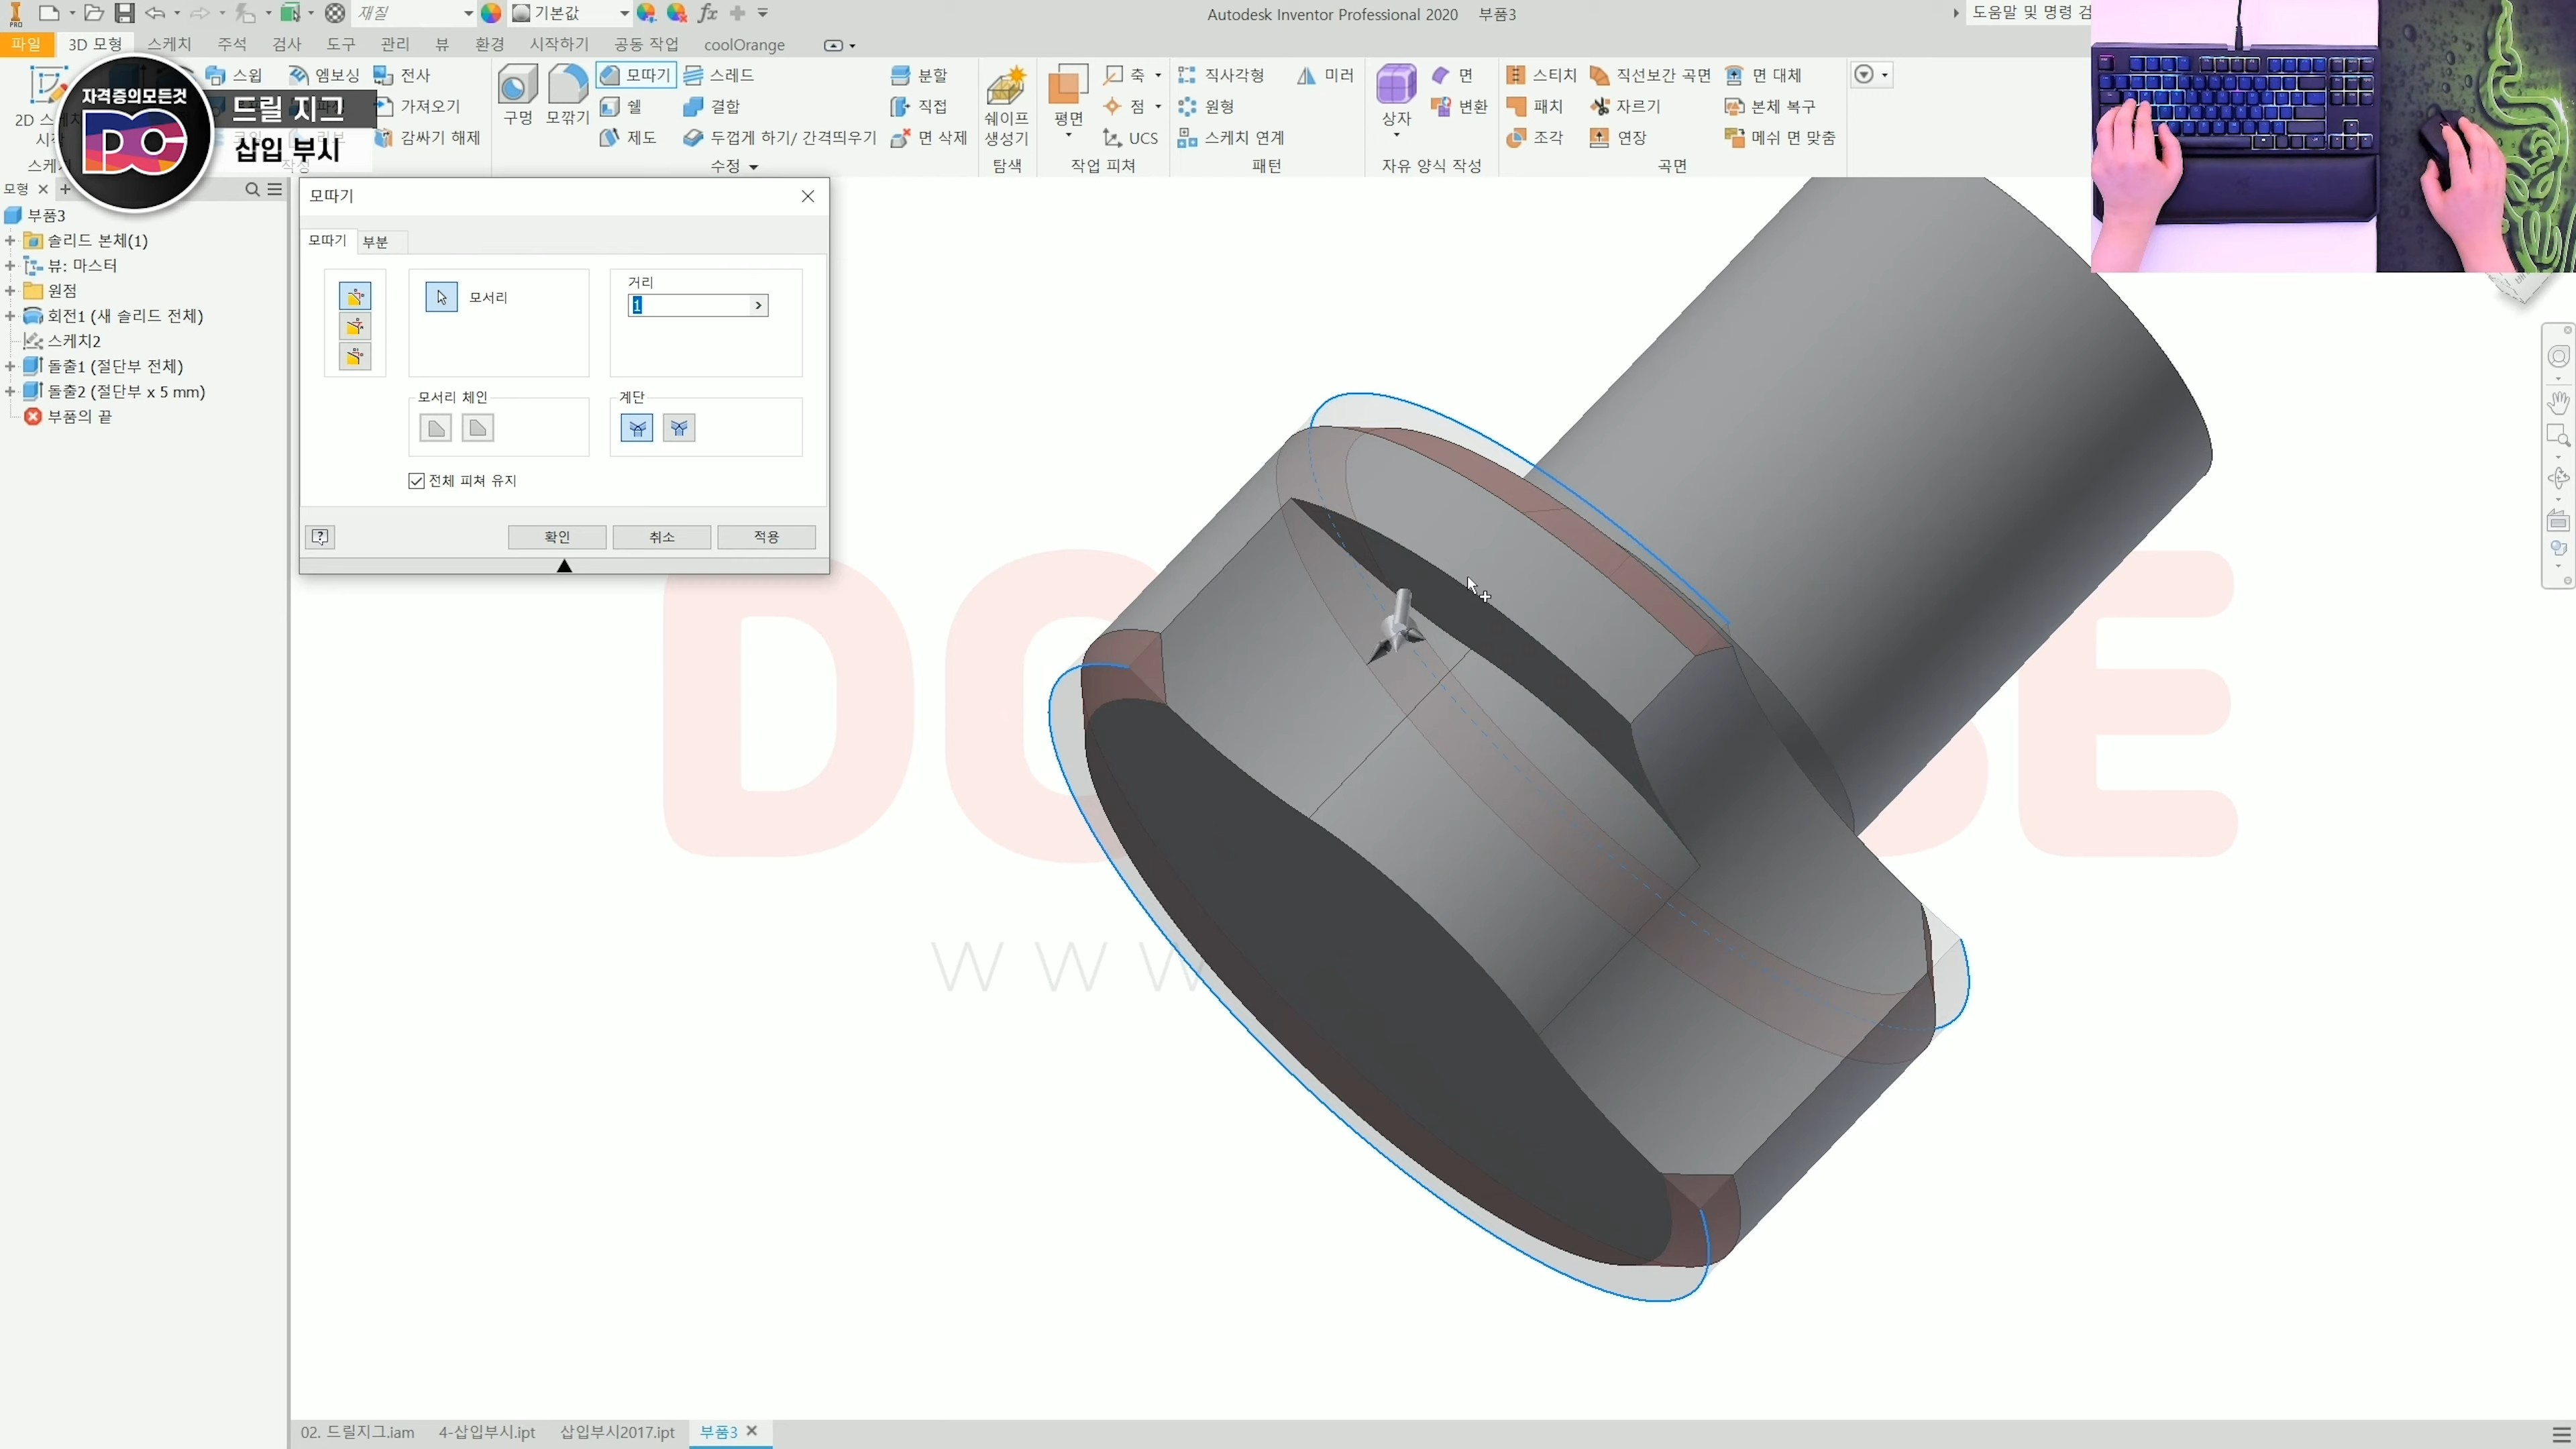 재질
기본값
Autodesk Inventor Professional 2020 부품3
도움말 및 명령 검
파일 3D 모형 스케치 주석 검사 도구 관리 뷰 환경 시작하기 공동 작업 coolOrange
자격증의모든것
DC
드릴 지그
삽입 부시
스윕 엠보싱 전사
가져오기
감싸기 해제
구멍 모깎기
모따기 스레드 분할
쉘 결합 직접
제도 두껍게 하기/ 간격띄우기 면 삭제
수정
쉐이프
생성기
탐색
평면
축
점
UCS
작업 피쳐
직사각형 미러
원형
스케치 연계
패턴
상자
면
변환
자유 양식 작성
스티치 직선보간 곡면 면 대체
패치 자르기 본체 복구
조각 연장 메쉬 면 맞춤
곡면
모형
부품3
솔리드 본체(1)
뷰: 마스터
원점
회전1 (새 솔리드 전체)
스케치2
돌출1 (절단부 전체)
돌출2 (절단부 x 5 mm)
부품의 끝
모따기
모따기 부분
모서리
거리
1
모서리 체인
계단
전체 피쳐 유지
확인 취소 적용
WWW
02. 드릴지그.iam 4-삽입부시.ipt 삽입부시2017.ipt 부품3